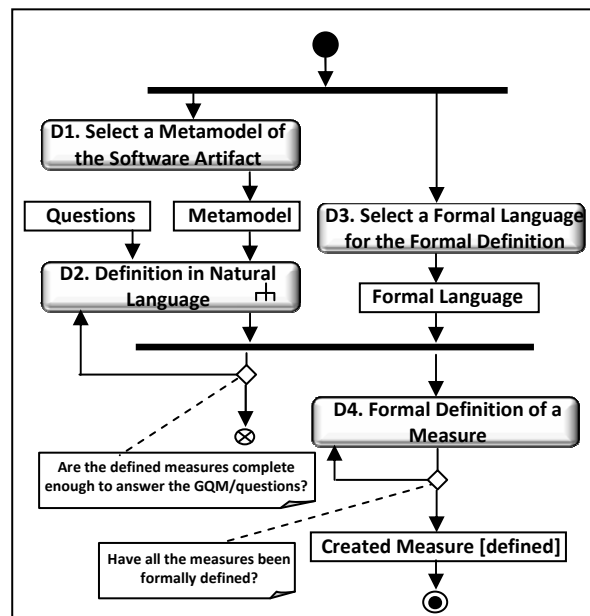 D1. Select a Metamodel of
the Software Artifact
Questions
Metamodel
D3. Select a Formal Language
for the Formal Definition
D2. Definition in Natural
Language
Formal Language
D4. Formal Definition of a
Measure
Are the defined measures complete
enough to answer the GQM/questions?
Created Measure [defined]
Have all the measures been
formally defined?